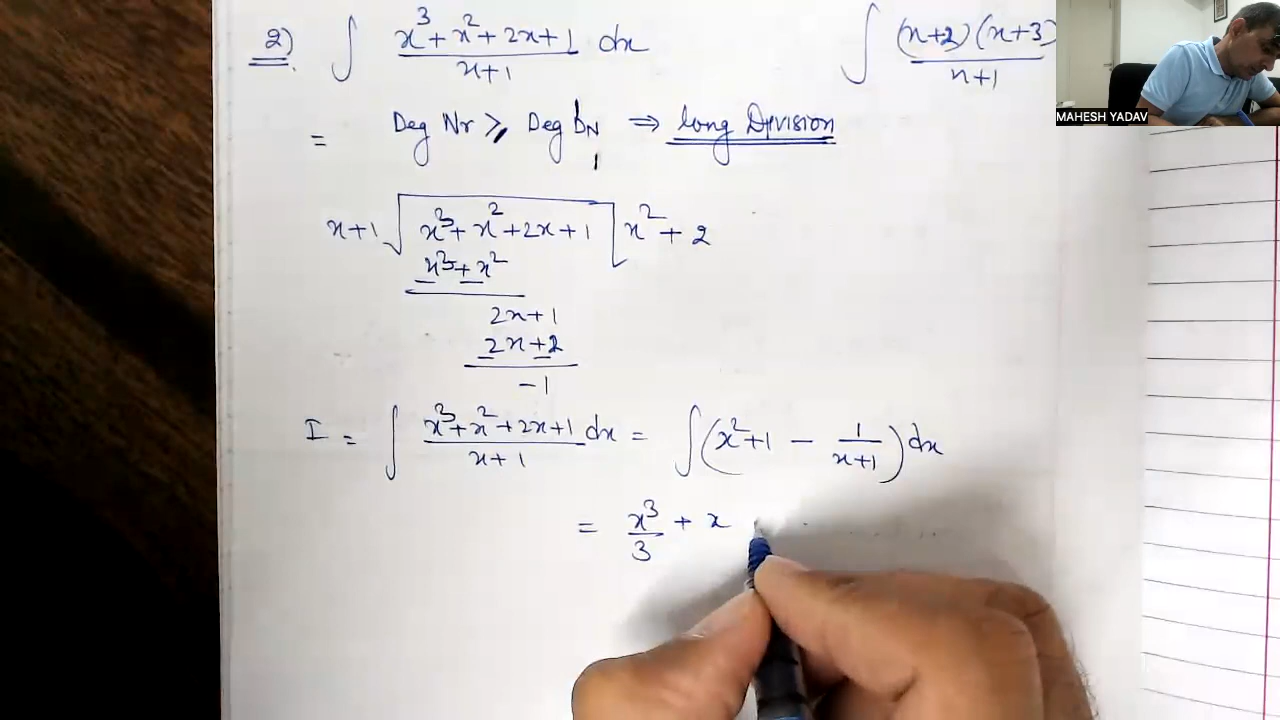 2) ∫ x³ + x² + 2x + 1 / x+1 dx ∫ (x+2)(x+3) / x+1
= Deg Nr ≥ Deg DN ⇒ long Division
x+1 √ x³ + x² + 2x + 1 | x² + 2
x³ + x²
2x + 1
2x + 2
-1
I = ∫ x³ + x² + 2x + 1 / x+1 dx = ∫ (x² + 1 - 1 / x+1) dx
= x³ / 3 + x
MAHESH YADAV